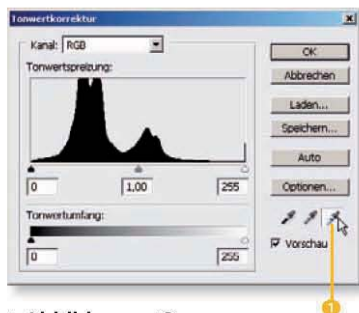 Tonwertkorrektur
Kanal: RGB
Tonwertspreizung:
0 1,00 255
Tonwertumfang:
0 255
OK
Abbrechen
Laden...
Speichern...
Auto
Optionen...
Vorschau
1